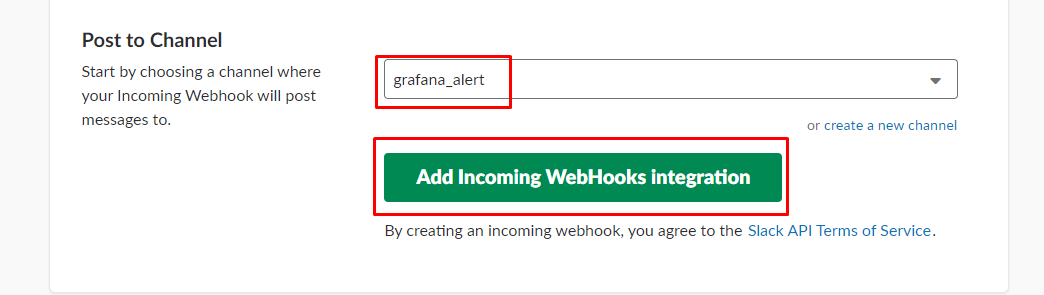 Post to Channel
Start by choosing a channel where
your Incoming Webhook will post
messages to.
grafana_alert
or create a new channel
Add Incoming WebHooks integration
By creating an incoming webhook, you agree to the Slack API Terms of Service.